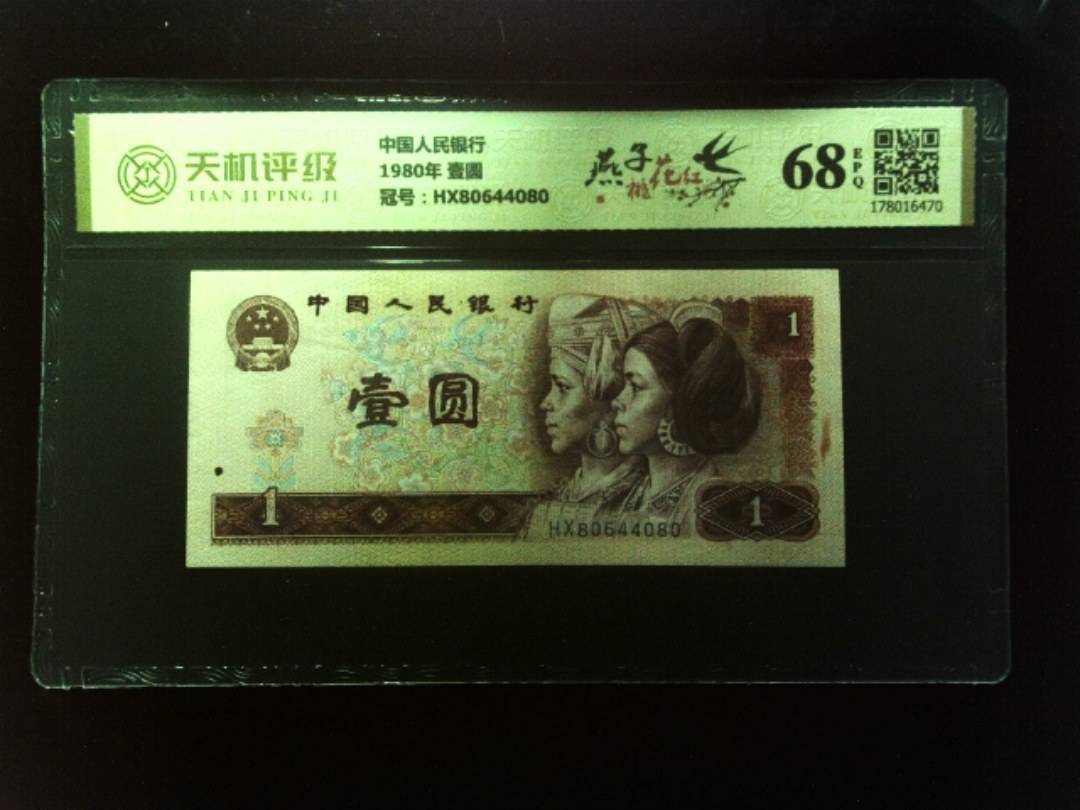 天机评级
TIAN JI PING JI
中国人民银行
1980年 壹圆
冠号：HX80644080
燕子
桃花红
68
EPQ
178016470
中国人民银行
1
壹圆
1
HX80644080
1